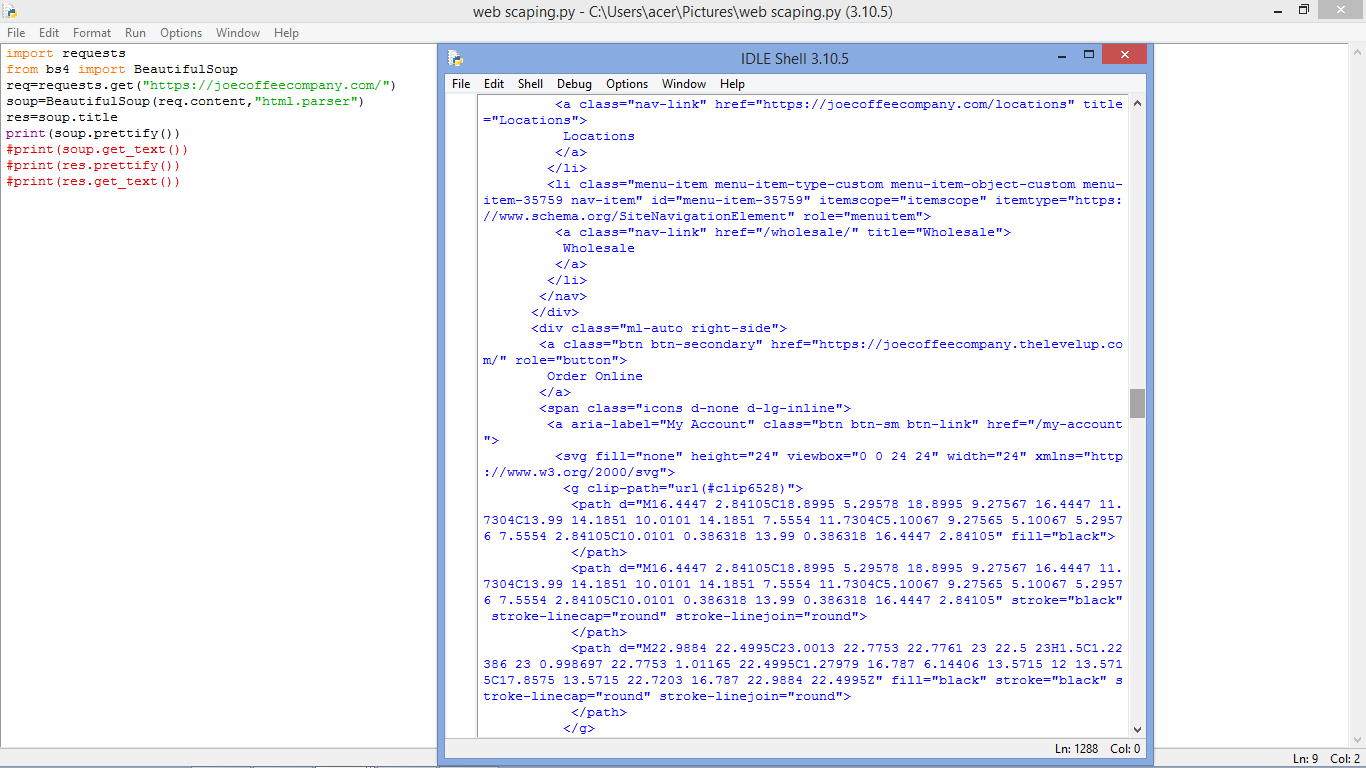 web scaping.py - C:\Users\acer\Pictures\web scaping.py (3.10.5)
File Edit Format Run Options Window Help
import requests
from bs4 import BeautifulSoup
req=requests.get("https://joecoffeecompany.com/")
soup=BeautifulSoup(req.content,"html.parser")
res=soup.title
print(soup.prettify())
#print(soup.get_text())
#print(res.prettify())
#print(res.get_text())
IDLE Shell 3.10.5
File Edit Shell Debug Options Window Help
<a class="nav-link" href="https://joecoffeecompany.com/locations" title
="Locations">
Locations
</a>
</li>
<li class="menu-item menu-item-type-custom menu-item-object-custom menu-
item-35759 nav-item" id="menu-item-35759" itemscope="itemscope" itemtype="https:
//www.schema.org/SiteNavigationElement" role="menuitem">
<a class="nav-link" href="/wholesale/" title="Wholesale">
Wholesale
</a>
</li>
</nav>
</div>
<div class="ml-auto right-side">
<a class="btn btn-secondary" href="https://joecoffeecompany.thelevelup.co
m/" role="button">
Order Online
</a>
<span class="icons d-none d-lg-inline">
<a aria-label="My Account" class="btn btn-sm btn-link" href="/my-account
">
<svg fill="none" height="24" viewbox="0 0 24 24" width="24" xmlns="http
://www.w3.org/2000/svg">
<g clip-path="url(#clip6528)">
<path d="M16.4447 2.84105C18.8995 5.29578 18.8995 9.27567 16.4447 11.
7304C13.99 14.1851 10.0101 14.1851 7.5554 11.7304C5.10067 9.27565 5.10067 5.2957
6 7.5554 2.84105C10.0101 0.386318 13.99 0.386318 16.4447 2.84105" fill="black">
</path>
<path d="M16.4447 2.84105C18.8995 5.29578 18.8995 9.27567 16.4447 11.
7304C13.99 14.1851 10.0101 14.1851 7.5554 11.7304C5.10067 9.27565 5.10067 5.2957
6 7.5554 2.84105C10.0101 0.386318 13.99 0.386318 16.4447 2.84105" stroke="black"
stroke-linecap="round" stroke-linejoin="round">
</path>
<path d="M22.9884 22.4995C23.0013 22.7753 22.7761 23 22.5 23H1.5C1.22
386 23 0.998697 22.7753 1.01165 22.4995C1.27979 16.787 6.14406 13.5715 12 13.571
5C17.8575 13.5715 22.7203 16.787 22.9884 22.4995Z" fill="black" stroke="black" s
troke-linecap="round" stroke-linejoin="round">
</path>
</g>
Ln: 1288 Col: 0
Ln: 9 Col: 2